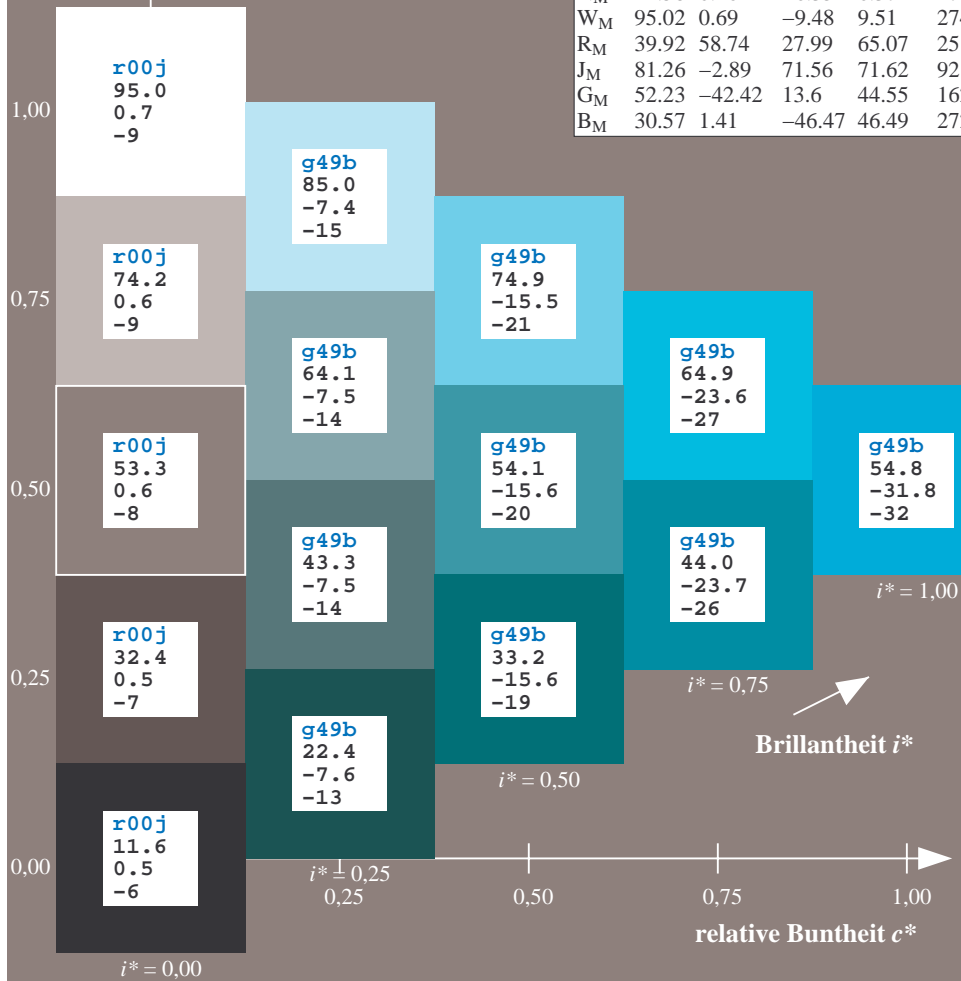 W_M 95.02 0.69 −9.48 9.51
R_M 39.92 58.74 27.99 65.07
J_M 81.26 −2.89 71.56 71.62
G_M 52.23 −42.42 13.6 44.55
B_M 30.57 1.41 −46.47 46.49
1,00
r00j
95.0
0.7
−9
g49b
85.0
−7.4
−15
0,75
r00j
74.2
0.6
−9
g49b
74.9
−15.5
−21
g49b
64.1
−7.5
−14
g49b
64.9
−23.6
−27
0,50
r00j
53.3
0.6
−8
g49b
54.1
−15.6
−20
g49b
54.8
−31.8
−32
i* = 1,00
g49b
43.3
−7.5
−14
g49b
44.0
−23.7
−26
i* = 0,75
0,25
r00j
32.4
0.5
−7
g49b
33.2
−15.6
−19
i* = 0,50
Brillantheit i*
g49b
22.4
−7.6
−13
i* = 0,25
0,00
r00j
11.6
0.5
−6
i* = 0,00
0,25 0,50 0,75 1,00
relative Buntheit c*